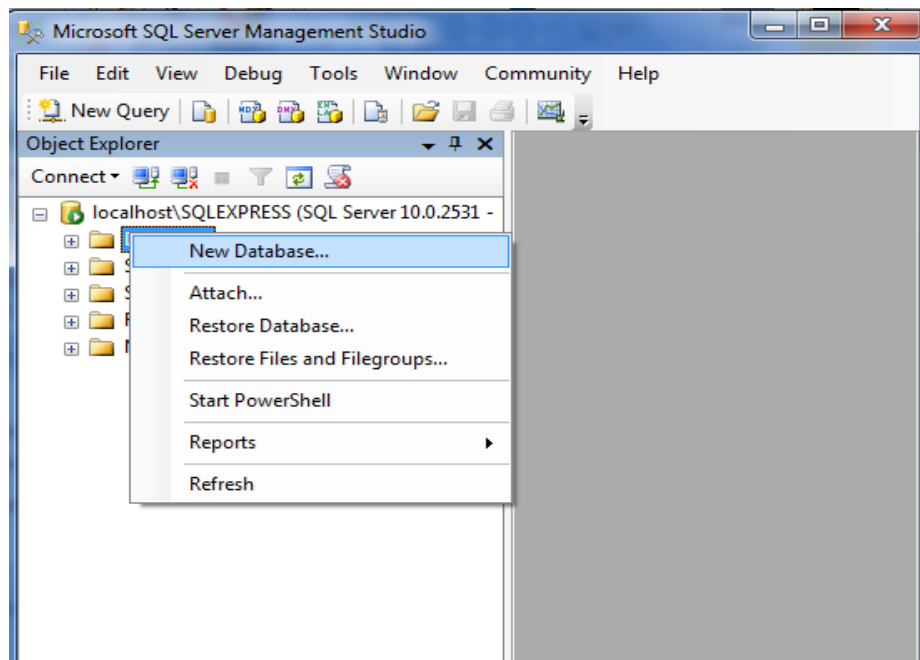 Microsoft SQL Server Management Studio
File Edit View Debug Tools Window Community Help
New Query
Object Explorer
Connect
localhost\SQLEXPRESS (SQL Server 10.0.2531 -
New Database...
Attach...
Restore Database...
Restore Files and Filegroups...
Start PowerShell
Reports
Refresh